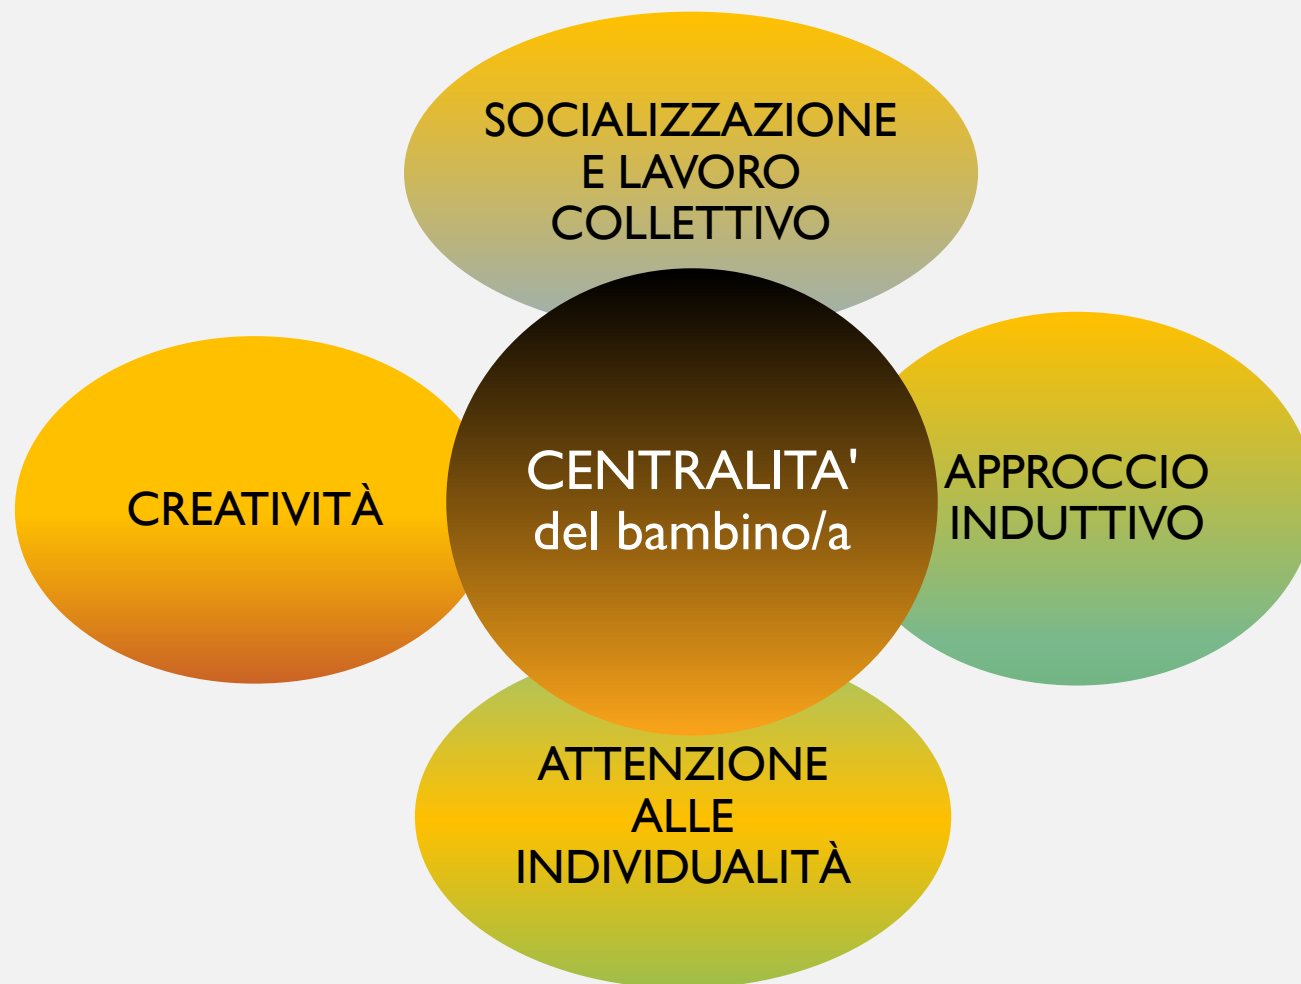 SOCIALIZZAZIONE
E LAVORO
COLLETTIVO
CREATIVITÀ
CENTRALITA'
del bambino/a
APPROCCIO
INDUTTIVO
ATTENZIONE
ALLE
INDIVIDUALITÀ